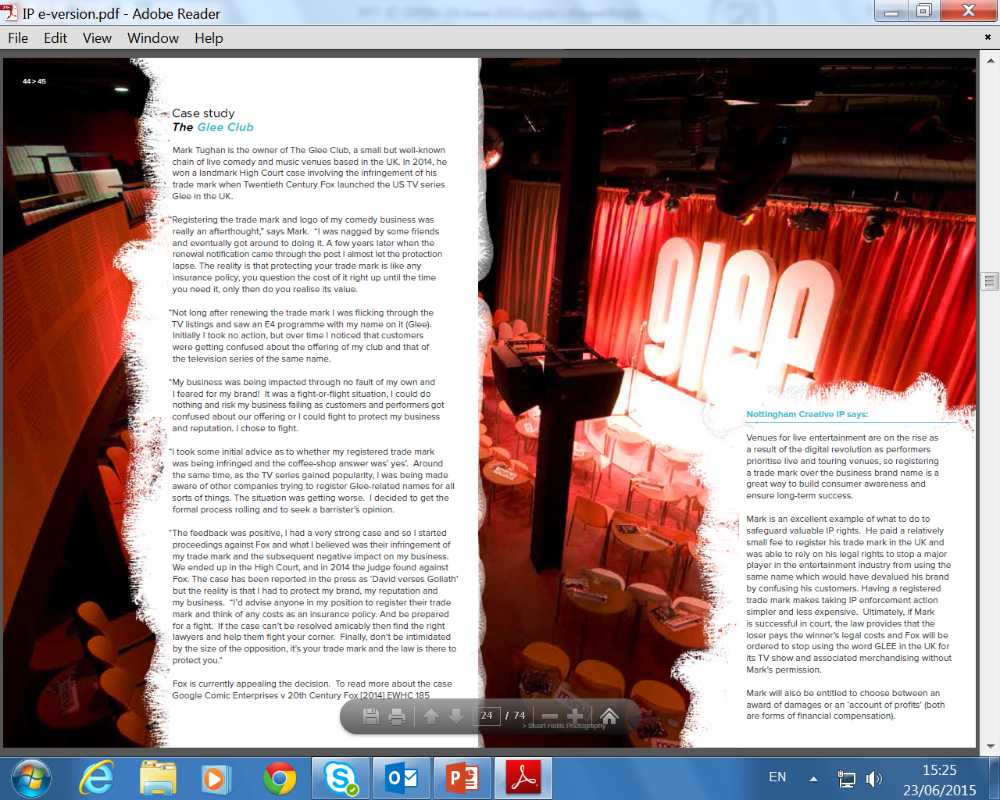 IP e-version.pdf - Adobe Reader
File Edit View Window Help
44 > 45
Case study
The Glee Club
Mark Tughan is the owner of The Glee Club, a small but well-known
chain of live comedy and music venues based in the UK. In 2014, he
won a landmark High Court case involving the infringement of his
trade mark when Twentieth Century Fox launched the US TV series
Glee in the UK.
“Registering the trade mark and logo of my comedy business was
really an afterthought,” says Mark. “I was nagged by some friends
and eventually got around to doing it. A few years later when the
renewal notification came through the post I almost let the protection
lapse. The reality is that protecting your trade mark is like any
insurance policy, you question the cost of it right up until the time
you need it, only then do you realise its value.
“Not long after renewing the trade mark I was flicking through the
TV listings and saw an E4 programme with my name on it (Glee).
Initially I took no action, but over time I noticed that customers
were getting confused about the offering of my club and that of
the television series of the same name.
“My business was being impacted through no fault of my own and
I feared for my brand! It was a fight-or-flight situation, I could do
nothing and risk my business failing as customers and performers got
confused about our offering or I could fight to protect my business
and reputation. I chose to fight.
“I took some initial advice as to whether my registered trade mark
was being infringed and the coffee-shop answer was’ yes’. Around
the same time, as the TV series gained popularity, I was being made
aware of other companies trying to register Glee-related names for all
sorts of things. The situation was getting worse. I decided to get the
formal process rolling and to seek a barrister’s opinion.
“The feedback was positive, I had a very strong case and so I started
proceedings against Fox and what I believed was their infringement of
my trade mark and the subsequent negative impact on my business.
We ended up in the High Court, and in 2014 the judge found against
Fox. The case has been reported in the press as ‘David verses Goliath’
but the reality is that I had to protect my brand, my reputation and
my business. “I’d advise anyone in my position to register their trade
mark and think of any costs as an insurance policy. And be prepared
for a fight. If the case can’t be resolved amicably then find the right
lawyers and help them fight your corner. Finally, don’t be intimidated
by the size of the opposition, it’s your trade mark and the law is there to
protect you.“
Fox is currently appealing the decision. To read more about the case
Google Comic Enterprises v 20th Century Fox [2014] EWHC 185
glee
Nottingham Creative IP says:
Venues for live entertainment are on the rise as
a result of the digital revolution as performers
prioritise live and touring venues, so registering
a trade mark over the business brand name is a
great way to build consumer awareness and
ensure long-term success.
Mark is an excellent example of what to do to
safeguard valuable IP rights. He paid a relatively
small fee to register his trade mark in the UK and
was able to rely on his legal rights to stop a major
player in the entertainment industry from using the
same name which would have devalued his brand
by confusing his customers. Having a registered
trade mark makes taking IP enforcement action
simpler and less expensive. Ultimately, if Mark
is successful in court, the law provides that the
loser pays the winner’s legal costs and Fox will be
ordered to stop using the word GLEE in the UK for
its TV show and associated merchandising without
Mark’s permission.
Mark will also be entitled to choose between an
award of damages or an ‘account of profits’ (both
are forms of financial compensation).
24 / 74
> Stuart Hollis Photography
EN
15:25
23/06/2015